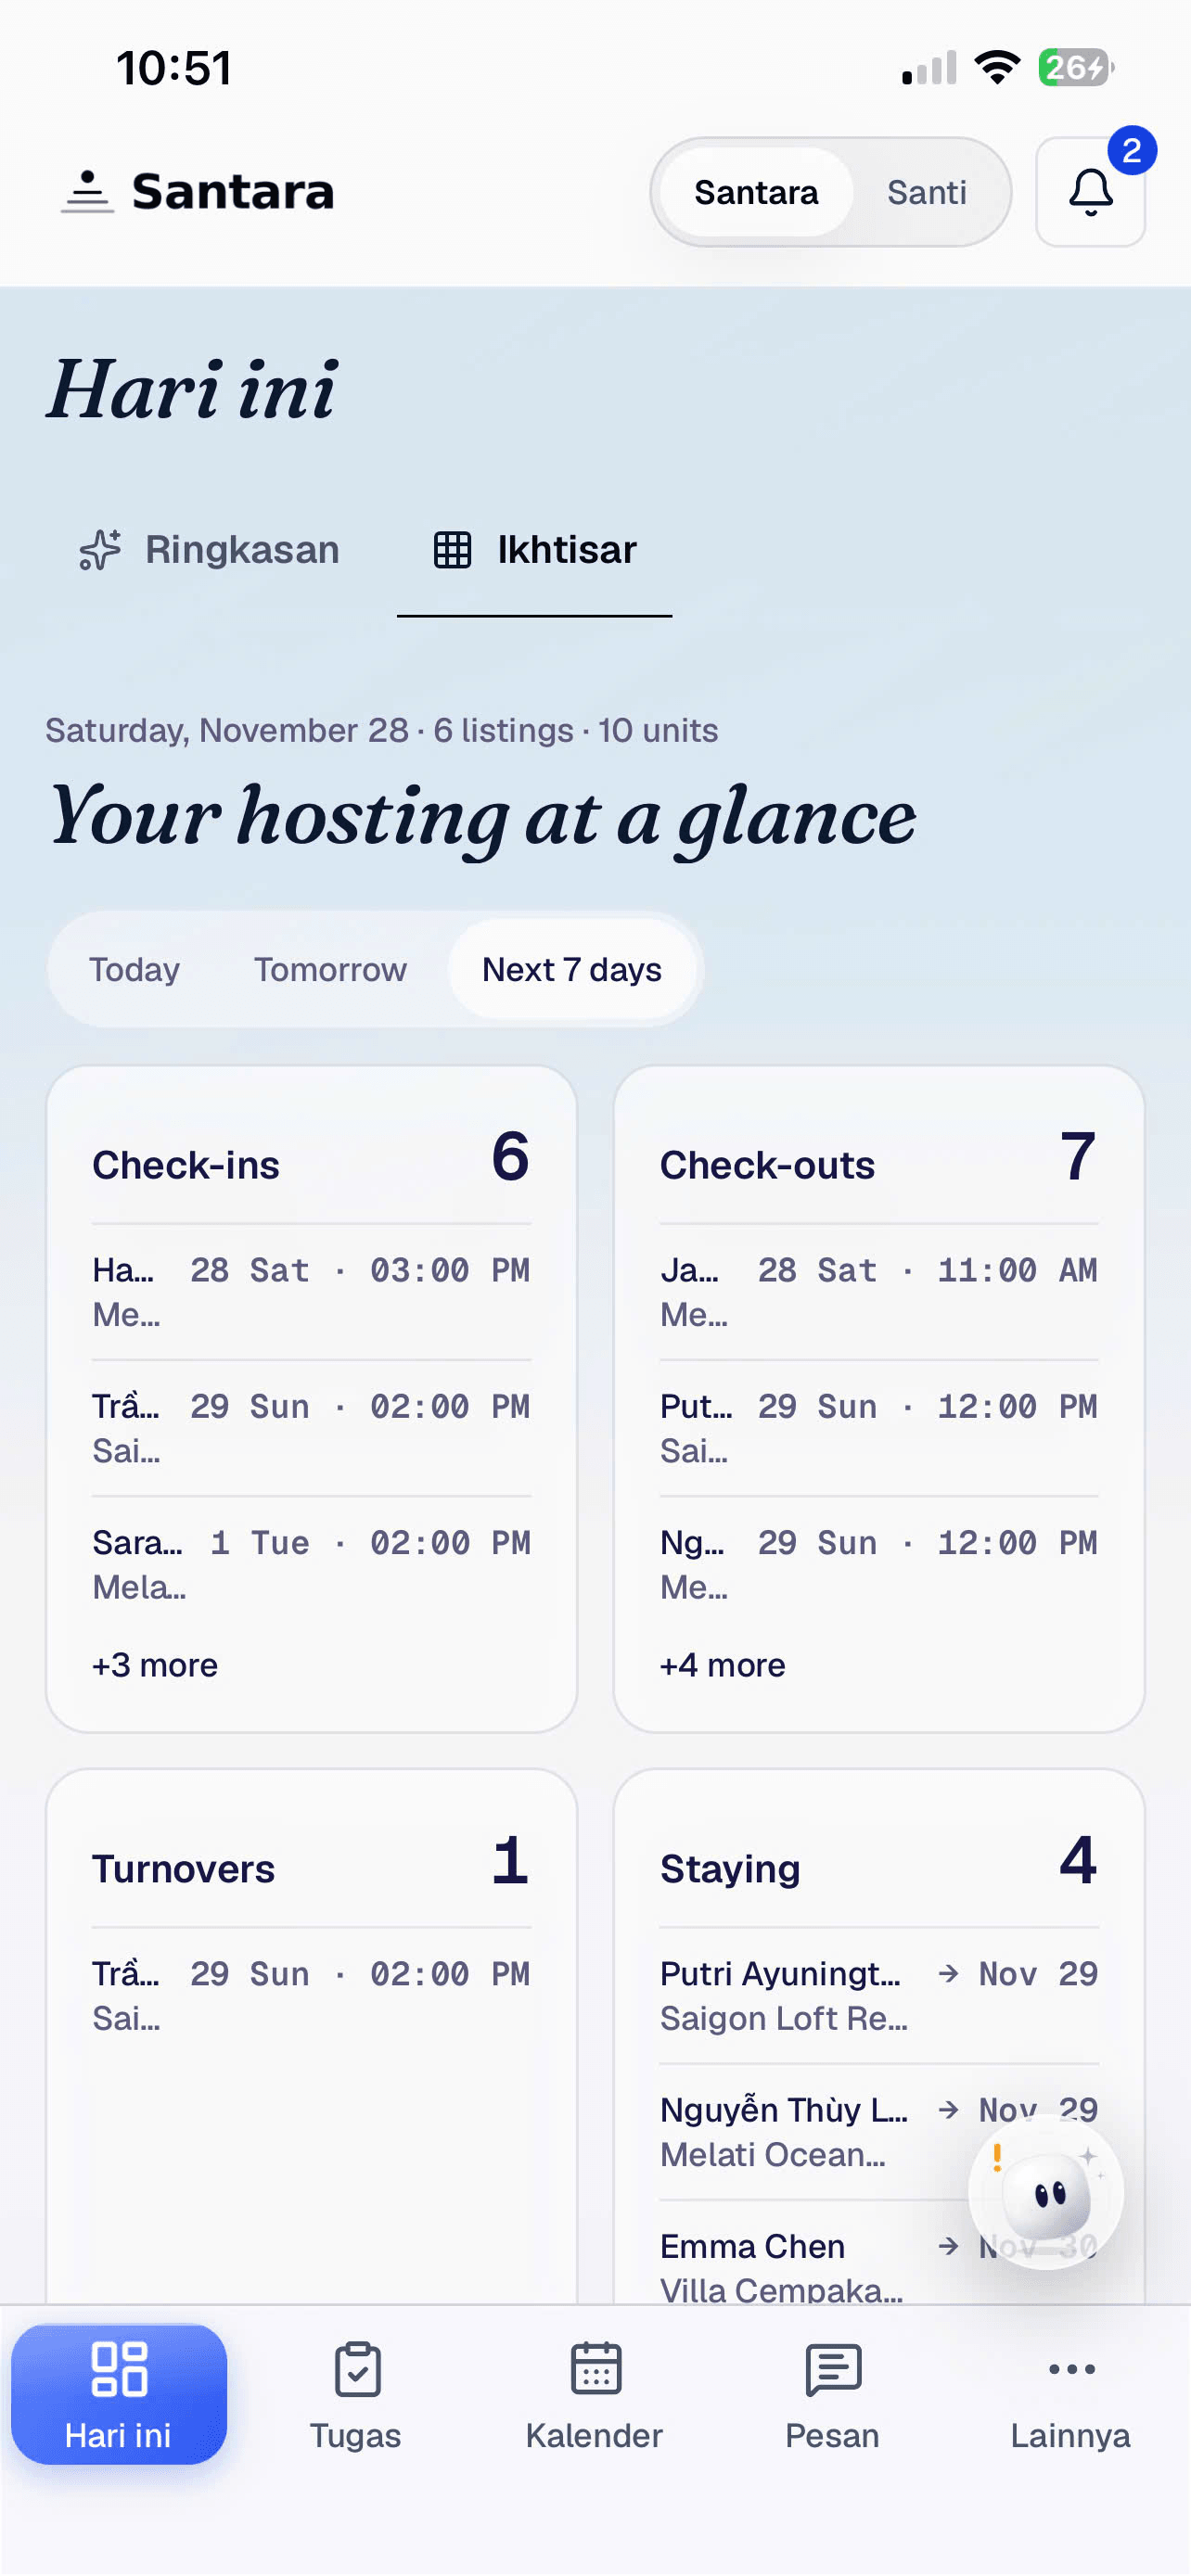 10:51
26
Santara
Santara Santi
2
Hari ini
Ringkasan Ikhtisar
Saturday, November 28 · 6 listings · 10 units
Your hosting at a glance
Today Tomorrow Next 7 days
Check-ins 6
Ha... 28 Sat · 03:00 PM
Me...
Trầ... 29 Sun · 02:00 PM
Sai...
Sara... 1 Tue · 02:00 PM
Mela...
+3 more
Check-outs 7
Ja... 28 Sat · 11:00 AM
Me...
Put... 29 Sun · 12:00 PM
Sai...
Ng... 29 Sun · 12:00 PM
Me...
+4 more
Turnovers 1
Trầ... 29 Sun · 02:00 PM
Sai...
Staying 4
Putri Ayuningt... → Nov 29
Saigon Loft Re...
Nguyễn Thùy L... → Nov 29
Melati Ocean...
Emma Chen → Nov 30
Villa Cempaka...
Hari ini
Tugas
Kalender
Pesan
Lainnya